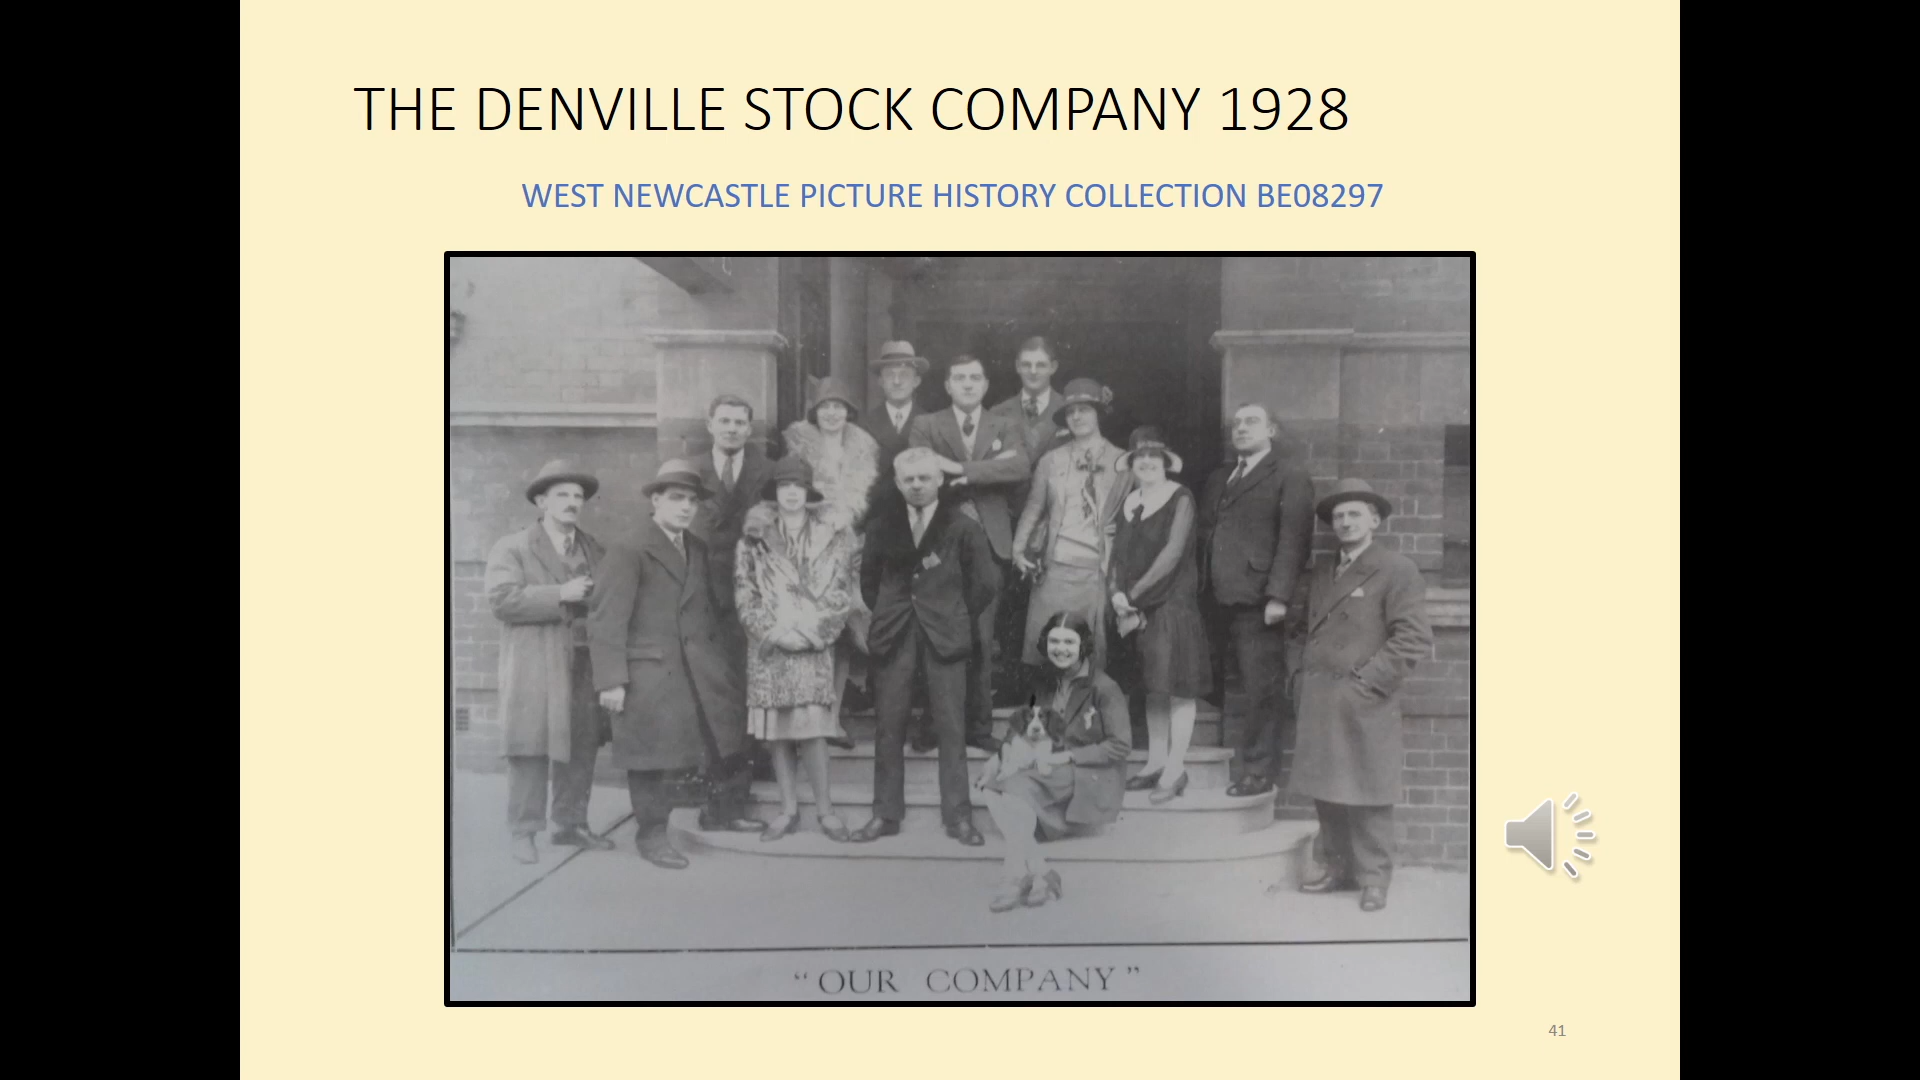 THE DENVILLE STOCK COMPANY 1928
WEST NEWCASTLE PICTURE HISTORY COLLECTION BE08297
“OUR COMPANY”
41